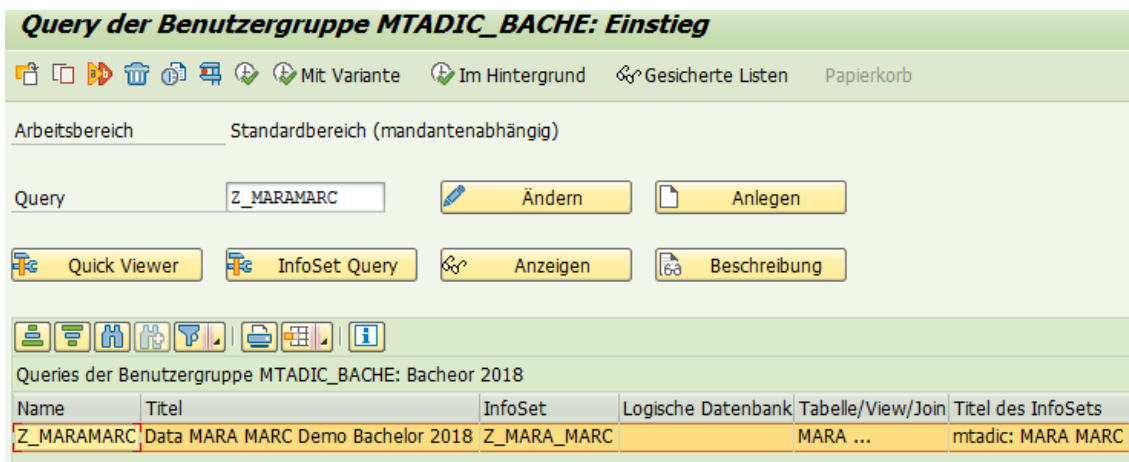 Query der Benutzergruppe MTADIC_BACHE: Einstieg
Mit Variante Im Hintergrund Gesicherte Listen Papierkorb
Arbeitsbereich Standardbereich (mandantenabhängig)
Query Z_MARAMARC Ändern Anlegen
Quick Viewer InfoSet Query Anzeigen Beschreibung
Queries der Benutzergruppe MTADIC_BACHE: Bacheor 2018
Name Titel InfoSet Logische Datenbank Tabelle/View/Join Titel des InfoSets
Z_MARAMARC Data MARA MARC Demo Bachelor 2018 Z_MARA_MARC MARA ... mtadic: MARA MARC